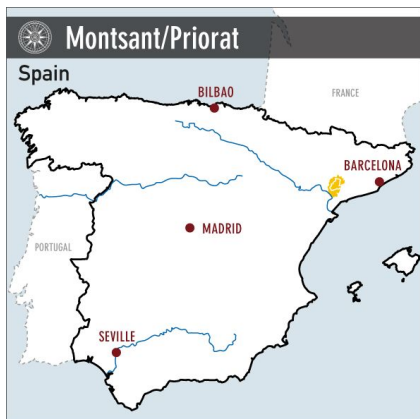 Montsant/Priorat
Spain
BILBAO
FRANCE
BARCELONA
PORTUGAL
MADRID
SEVILLE